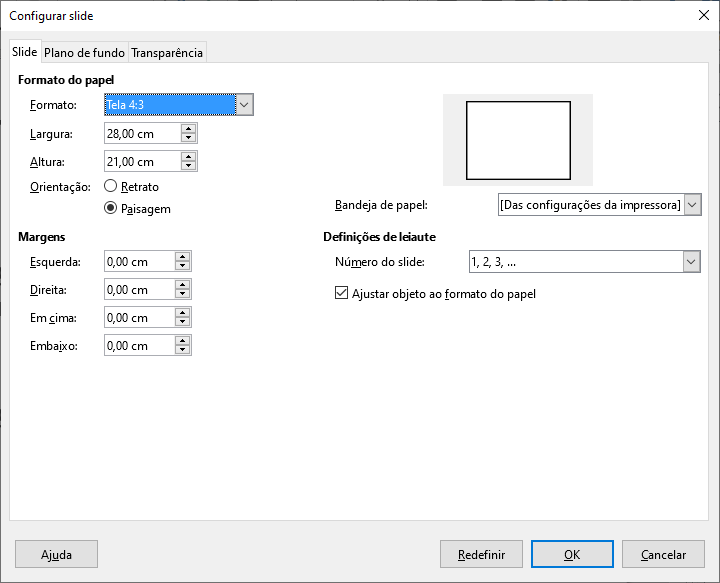 Configurar slide
Slide Plano de fundo Transparência
Formato do papel
Formato: Tela 4:3
Largura: 28,00 cm
Altura: 21,00 cm
Orientação: Retrato
Paisagem
Bandeja de papel: [Das configurações da impressora]
Margens
Esquerda: 0,00 cm
Direita: 0,00 cm
Em cima: 0,00 cm
Embaixo: 0,00 cm
Definições de leiaute
Número do slide: 1, 2, 3, ...
Ajustar objeto ao formato do papel
Ajuda Redefinir OK Cancelar